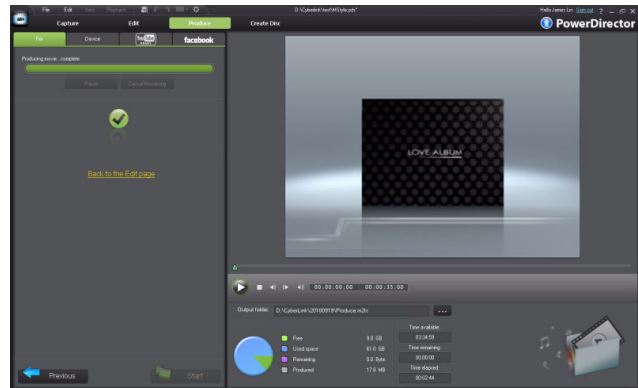 File Edit View Playback D:\Cyberlink\test\MStyle.pds* Hello James Lin Sign out ?
Capture Edit Produce Create Disc PowerDirector
File Device YouTube facebook
Producing movie...complete
Pause Cancel Rendering
Back to the Edit page
LOVE ALBUM
00:00:00:00 00:00:35:00
Output folder: D:\CyberLink\20100918\Produce.m2ts ...
Free 9.8 GB
Used space 61.0 GB
Remaining 0.0 Byte
Produced 17.6 MB
Time available:
03:34:59
Time remaining:
00:00:00
Time elapsed:
00:02:44
Previous Start